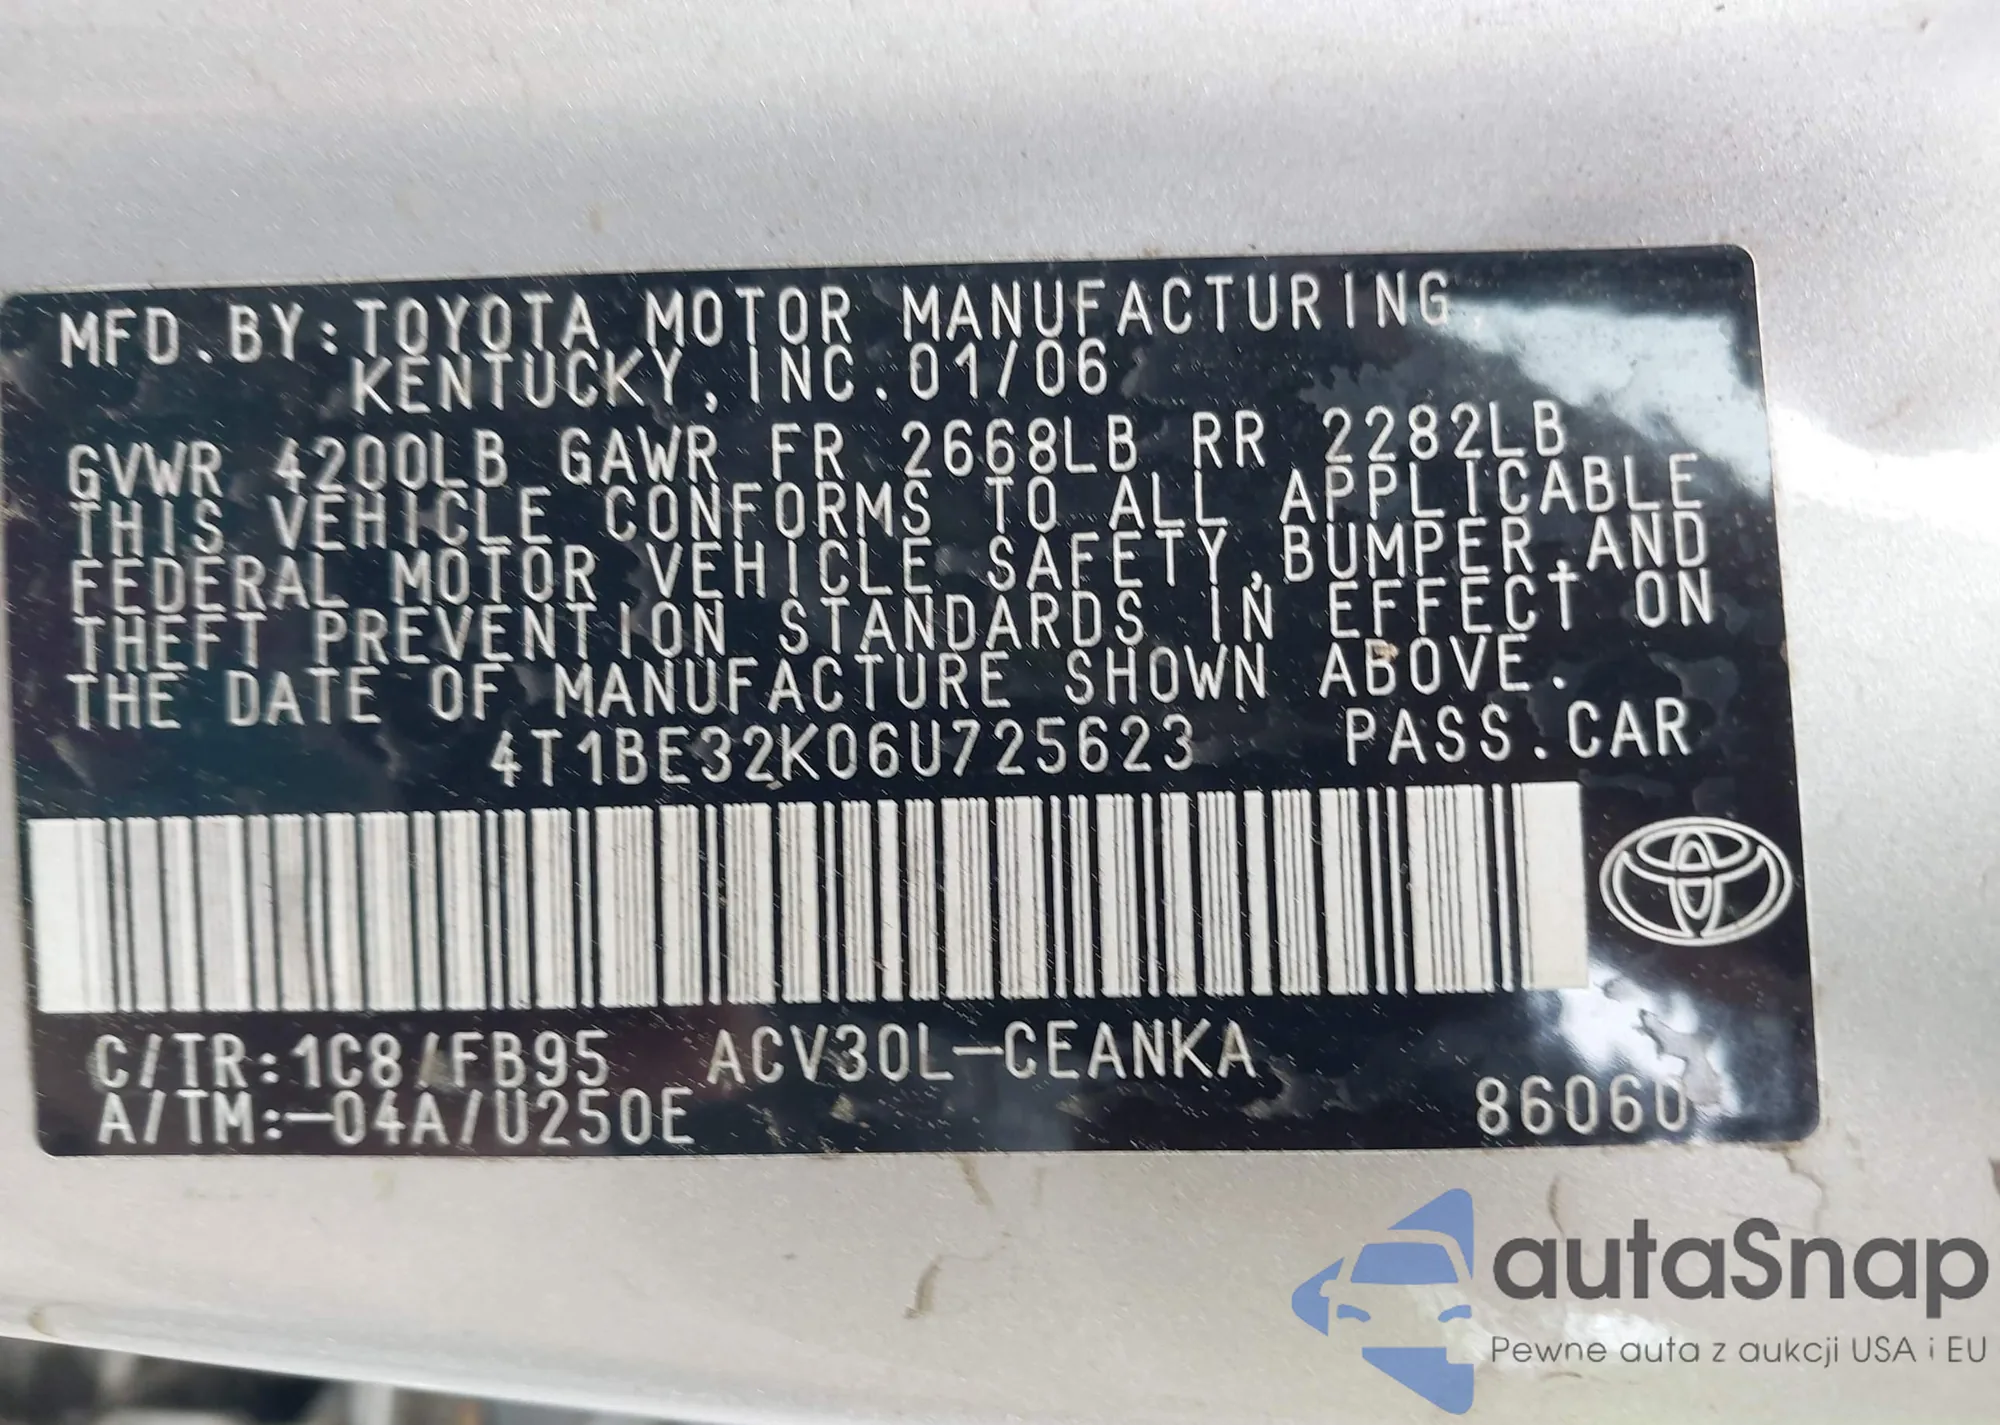 MFD.BY:TOYOTA MOTOR MANUFACTURING
KENTUCKY, INC.01/06
GVWR 4200LB GAWR FR 2668LB RR 2282LB
THIS VEHICLE CONFORMS TO ALL APPLICABLE
FEDERAL MOTOR VEHICLE SAFETY,BUMPER,AND
THEFT PREVENTION STANDARDS IN EFFECT ON
THE DATE OF MANUFACTURE SHOWN ABOVE.
4T1BE32K06U725623 PASS.CAR
C/TR:1C8/FB95 ACV30L-CEANKA
A/TM:-04A/U250E 86060
autaSnap
Pewne auta z aukcji USA i EU